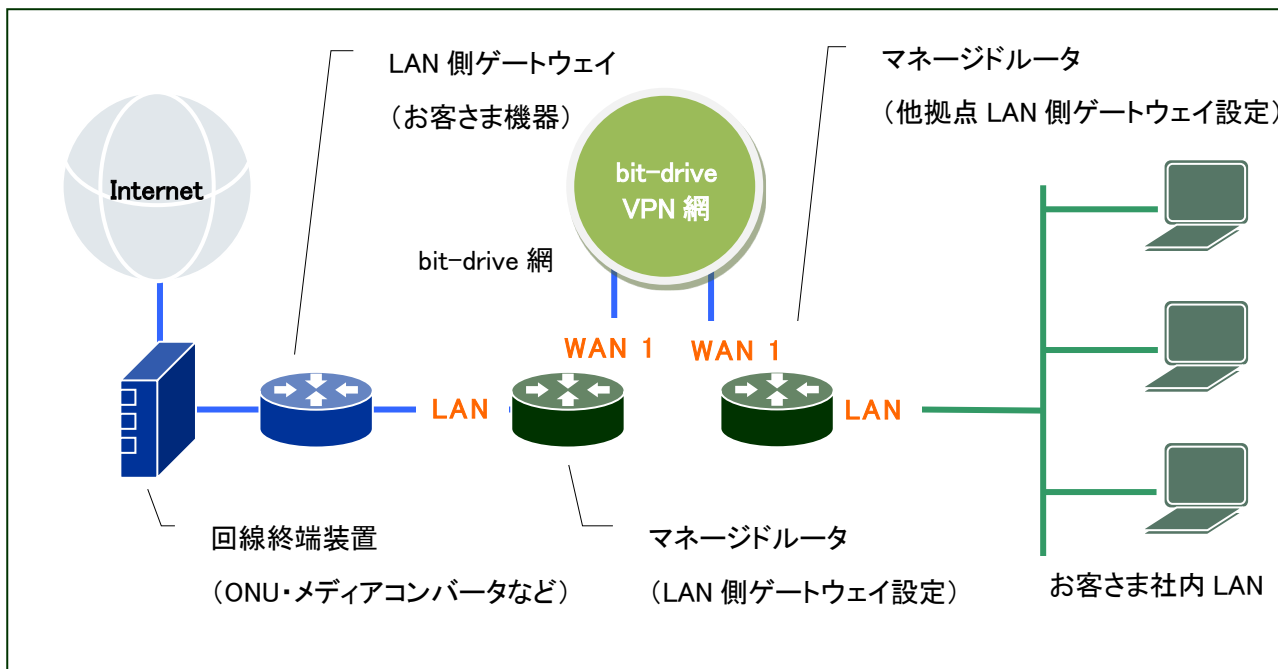 LAN 側ゲートウェイ
（お客さま機器）
マネージドルータ
（他拠点 LAN 側ゲートウェイ設定）
Internet
bit-drive
VPN 網
bit-drive 網
WAN 1
WAN 1
LAN
LAN
回線終端装置
（ONU・メディアコンバータなど）
マネージドルータ
（LAN 側ゲートウェイ設定）
お客さま社内 LAN